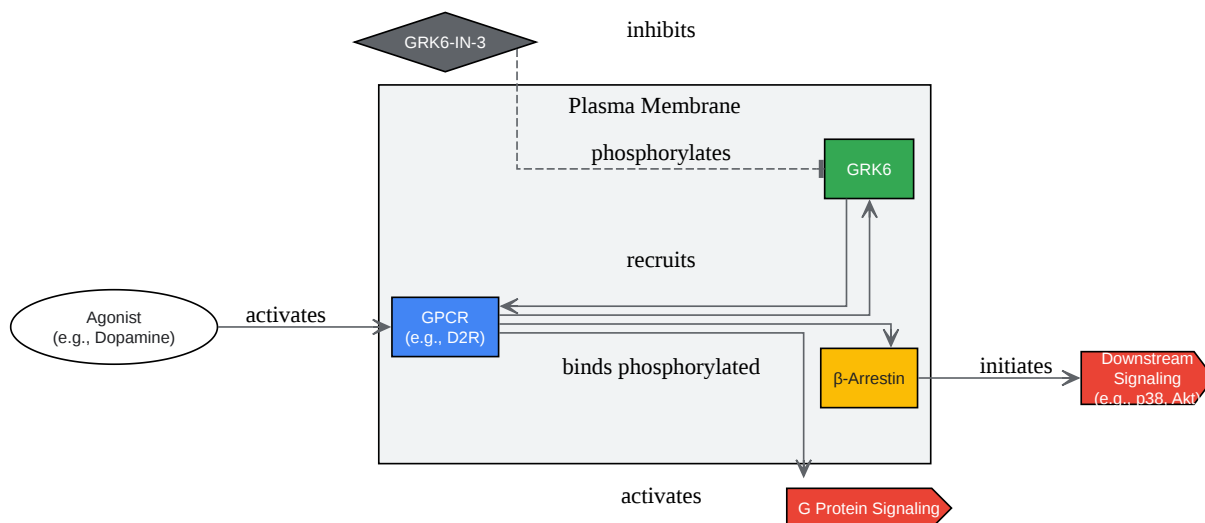 inhibits
GRK6-IN-3
Plasma Membrane
phosphorylates
GRK6
recruits
Agonist
(e.g., Dopamine)
activates
GPCR
(e.g., D2R)
binds phosphorylated
β-Arrestin
initiates
Downstream
Signaling
(e.g., p38, Akt)
activates
G Protein Signaling